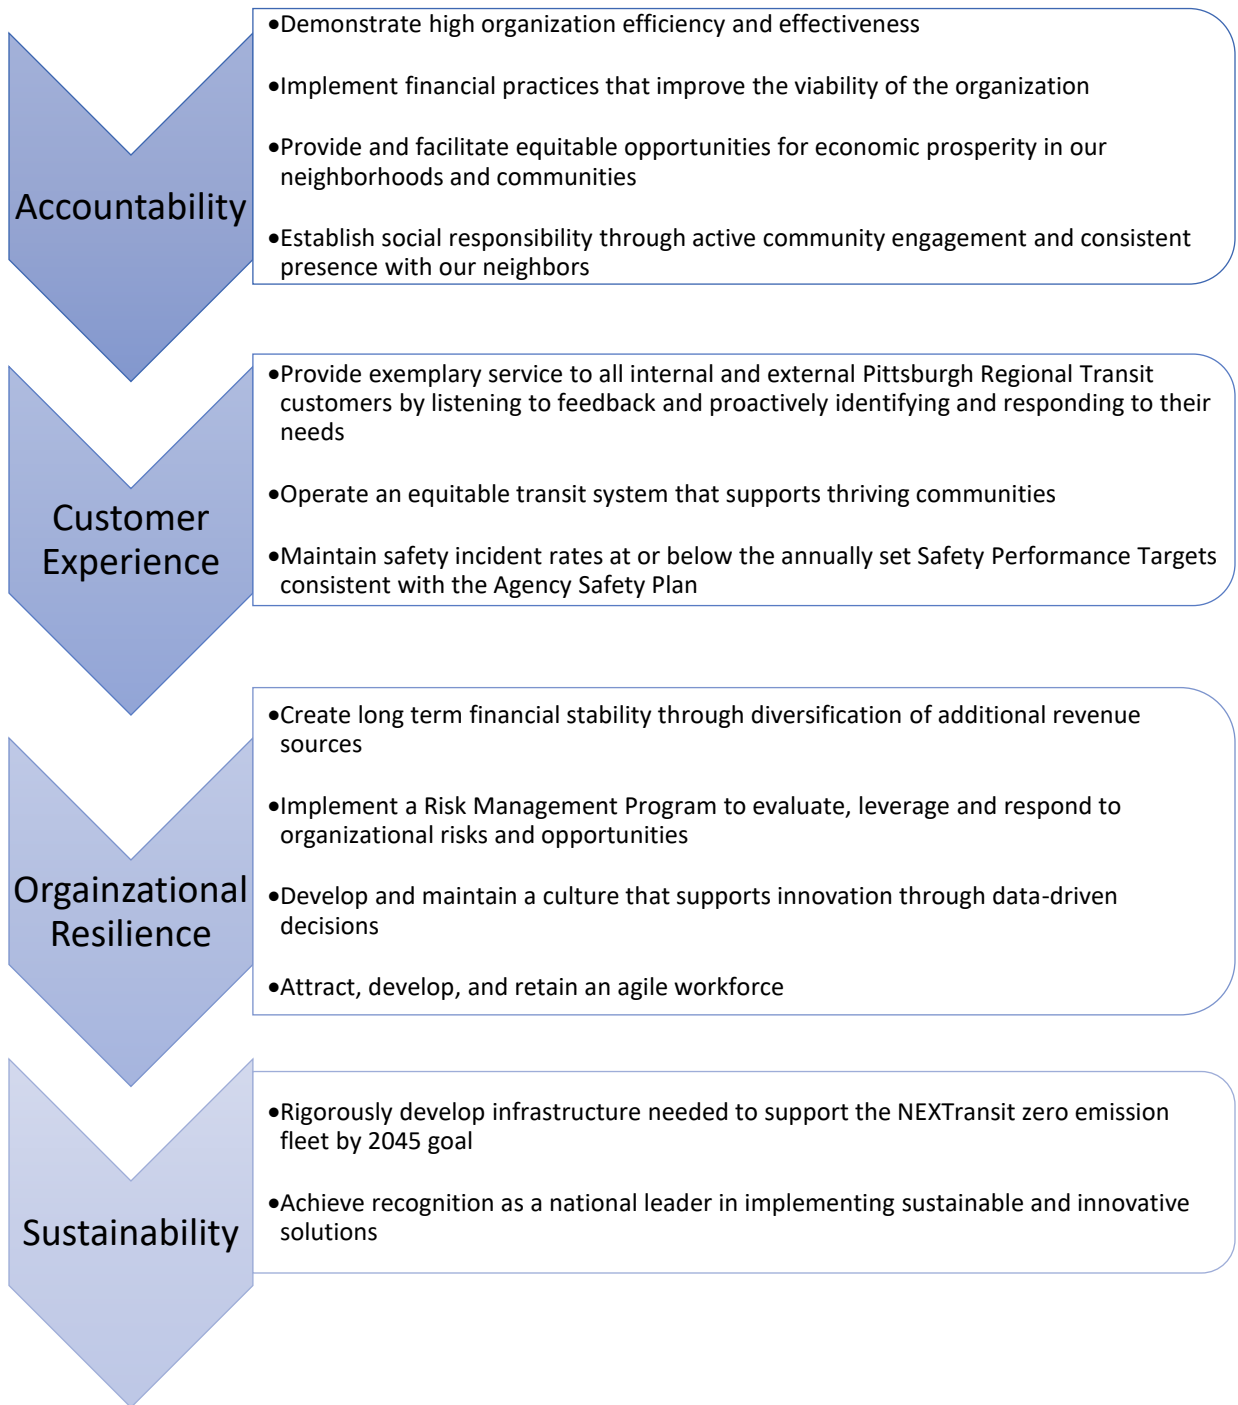 Accountability
•Demonstrate high organization efficiency and effectiveness
•Implement financial practices that improve the viability of the organization
•Provide and facilitate equitable opportunities for economic prosperity in our
neighborhoods and communities
•Establish social responsibility through active community engagement and consistent
presence with our neighbors
Customer
Experience
•Provide exemplary service to all internal and external Pittsburgh Regional Transit
customers by listening to feedback and proactively identifying and responding to their
needs
•Operate an equitable transit system that supports thriving communities
•Maintain safety incident rates at or below the annually set Safety Performance Targets
consistent with the Agency Safety Plan
Orgainzational
Resilience
•Create long term financial stability through diversification of additional revenue
sources
•Implement a Risk Management Program to evaluate, leverage and respond to
organizational risks and opportunities
•Develop and maintain a culture that supports innovation through data-driven
decisions
•Attract, develop, and retain an agile workforce
Sustainability
•Rigorously develop infrastructure needed to support the NEXTransit zero emission
fleet by 2045 goal
•Achieve recognition as a national leader in implementing sustainable and innovative
solutions